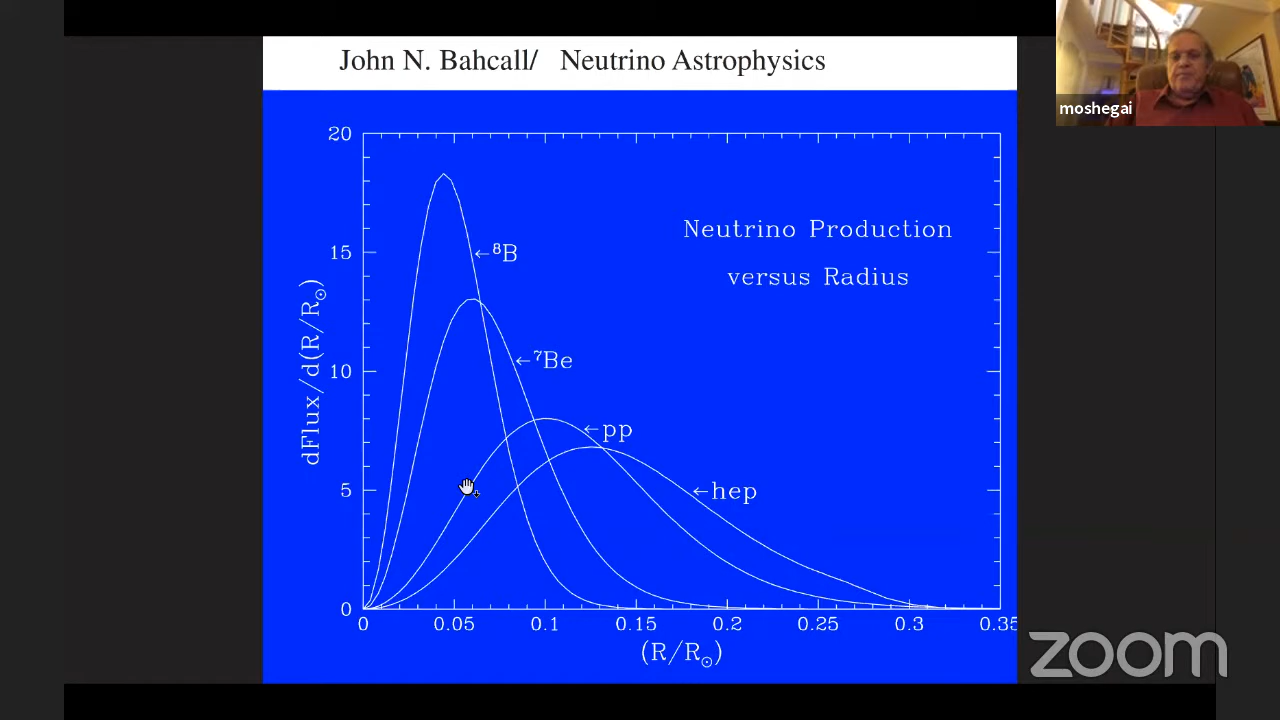 John N. Bahcall/ Neutrino Astrophysics
moshegai
20
15
10
5
0
dFlux/d(R/R☉)
Neutrino Production
versus Radius
←⁸B
←⁷Be
←pp
←hep
0 0.05 0.1 0.15 0.2 0.25 0.3 0.35
(R/R☉)
zoom